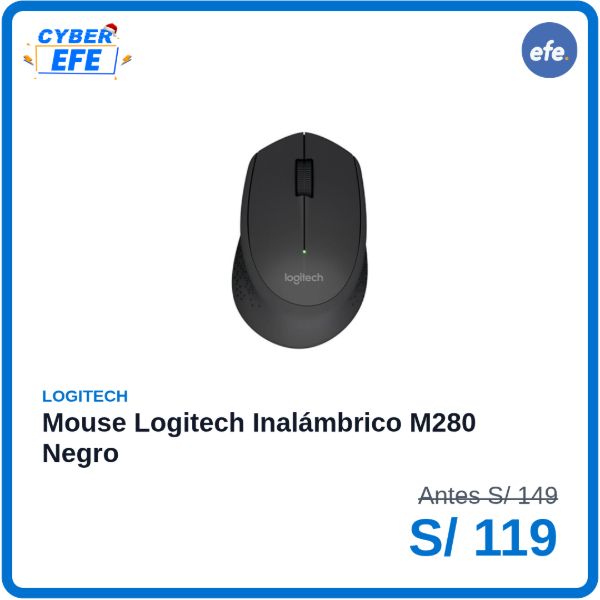 CYBER
EFE
efe.
logitech
LOGITECH
Mouse Logitech Inalámbrico M280
Negro
Antes S/ 149
S/ 119